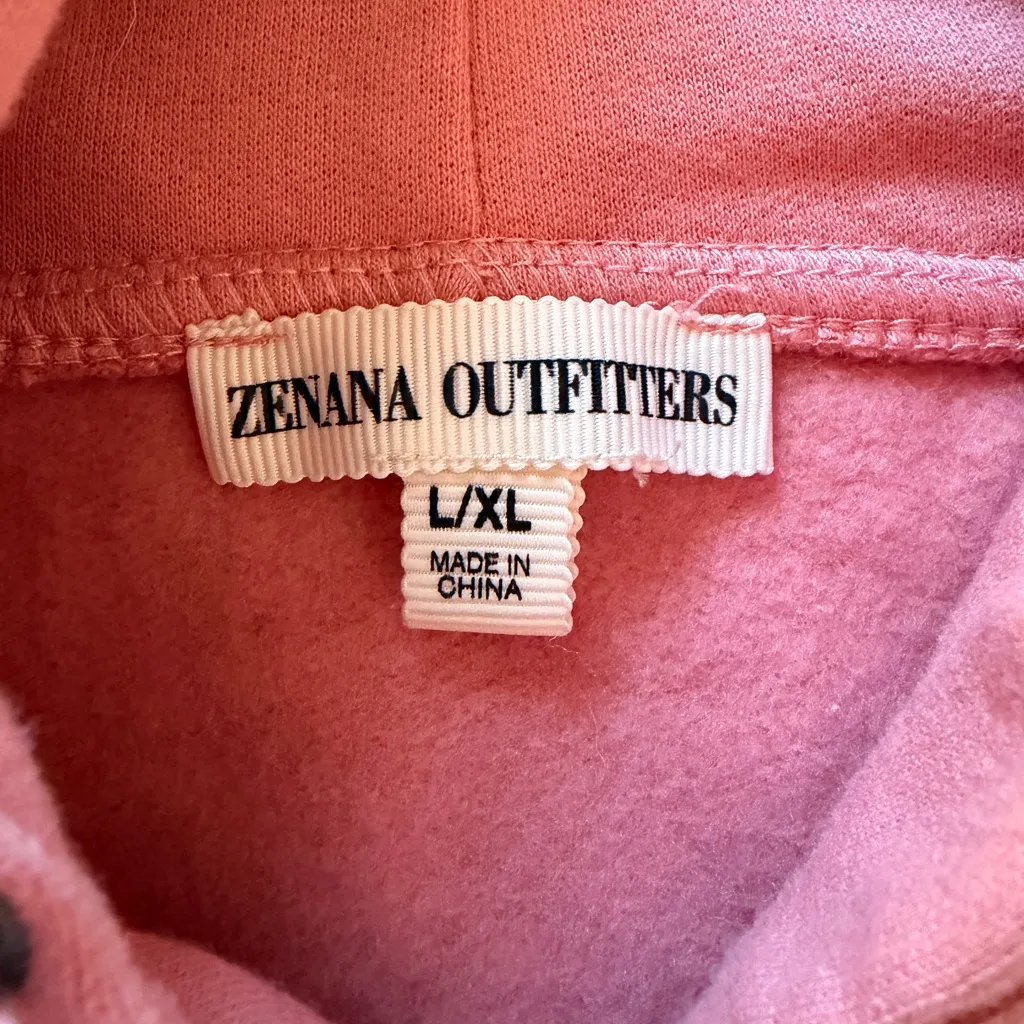 ZENANA OUTFITTERS
L/XL
MADE IN
CHINA